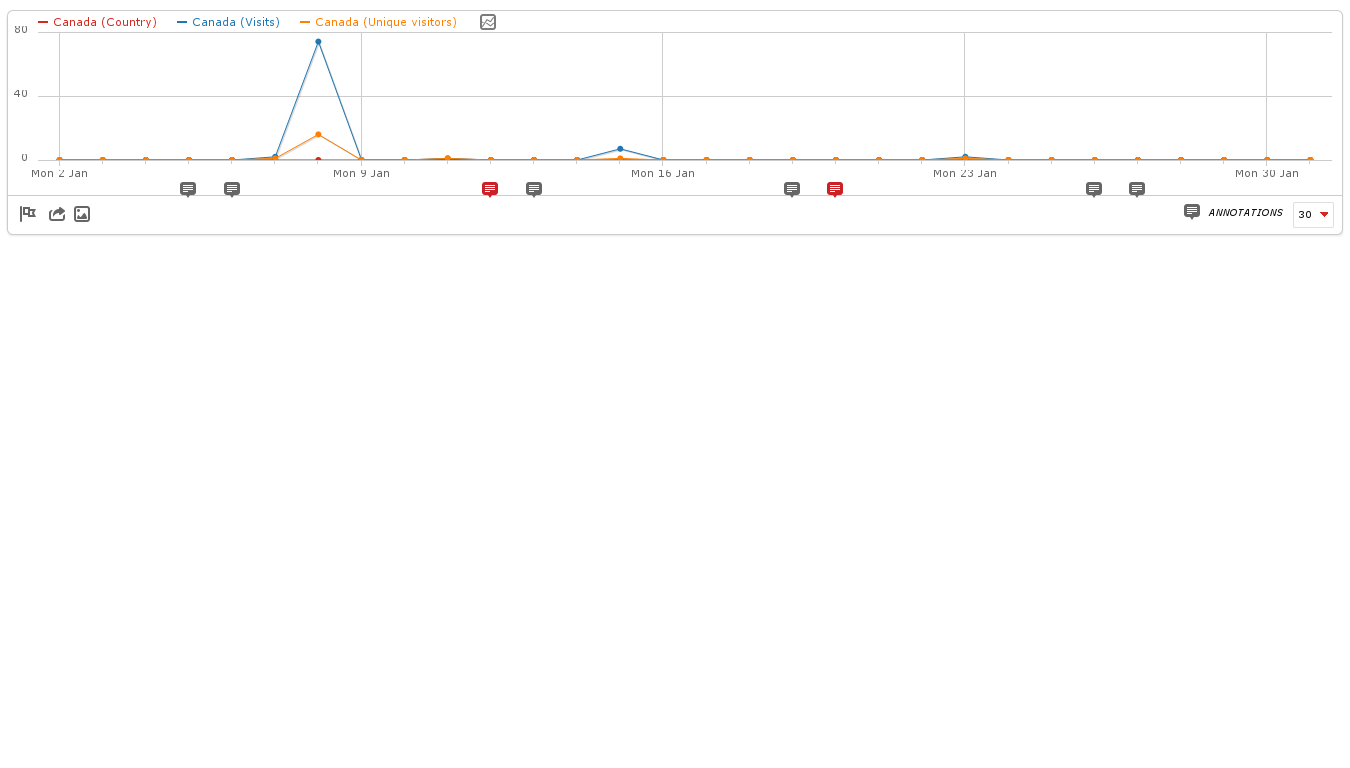 Canada (Country) Canada (Visits) Canada (Unique visitors)
80
40
0
Mon 2 Jan Mon 9 Jan Mon 16 Jan Mon 23 Jan Mon 30 Jan
ANNOTATIONS 30